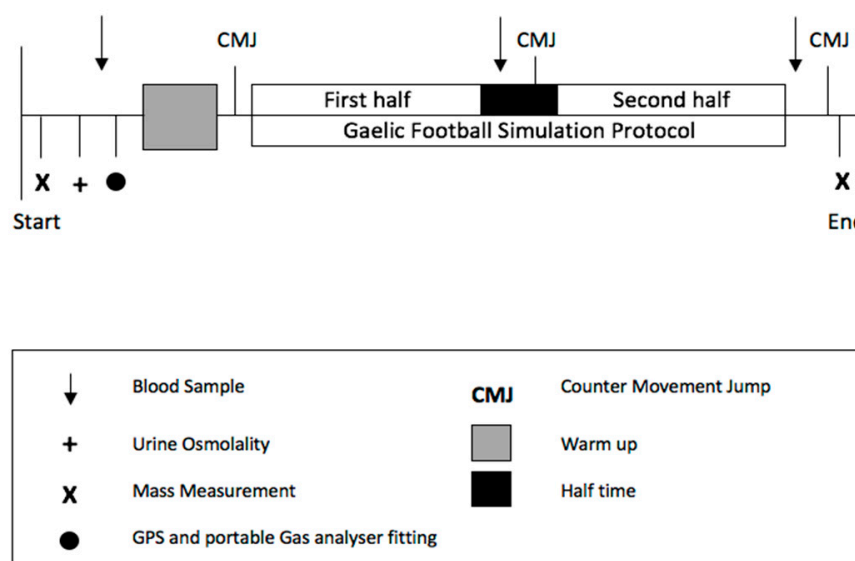 CMJ
CMJ
CMJ
First half
Second half
Gaelic Football Simulation Protocol
X
+
X
Start
En
Blood Sample
CMJ
Counter Movement Jump
+
Urine Osmolality
Warm up
X
Mass Measurement
Half time
GPS and portable Gas analyser fitting